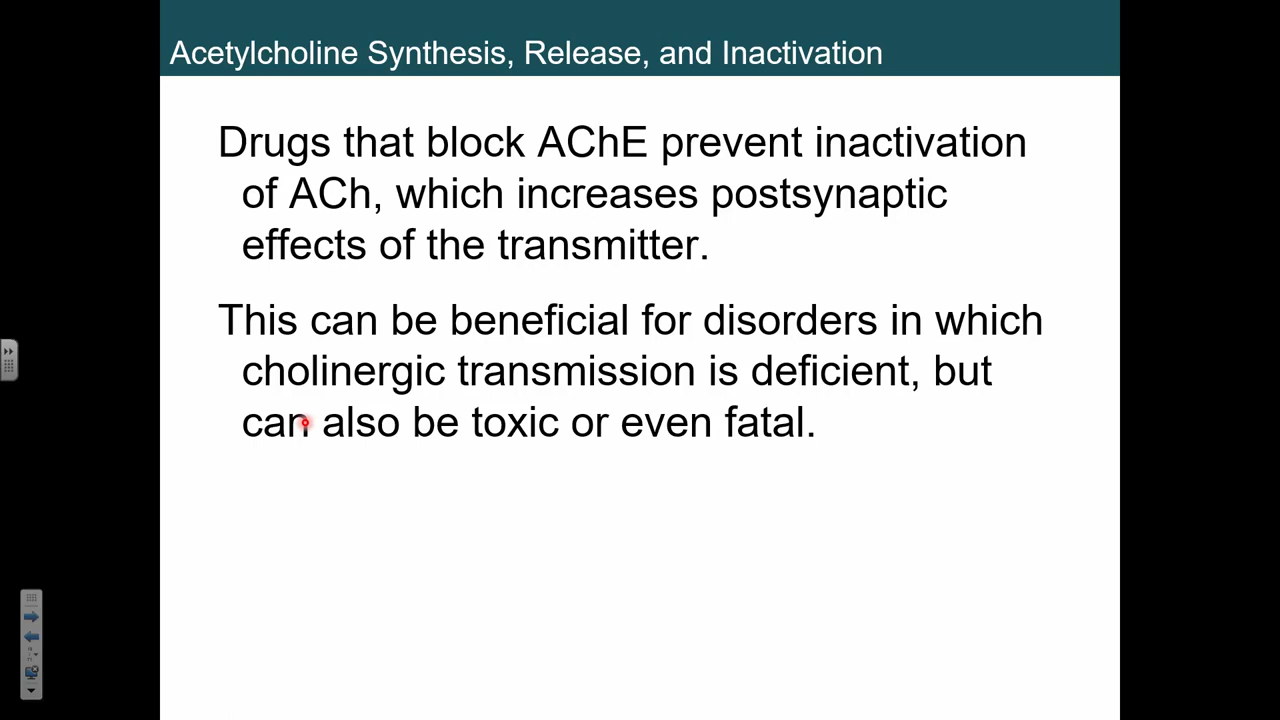 Acetylcholine Synthesis, Release, and Inactivation
Drugs that block AChE prevent inactivation
of ACh, which increases postsynaptic
effects of the transmitter.
This can be beneficial for disorders in which
cholinergic transmission is deficient, but
can also be toxic or even fatal.